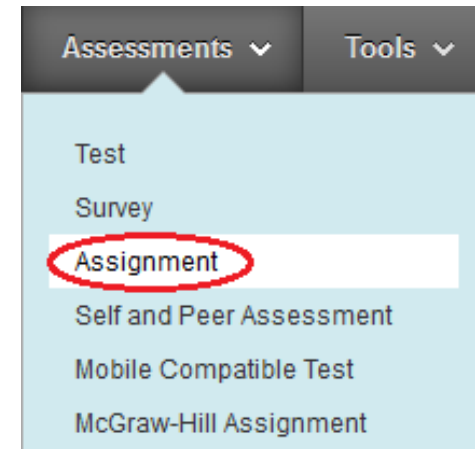 Assessments Tools
Test
Survey
Assignment
Self and Peer Assessment
Mobile Compatible Test
McGraw-Hill Assignment